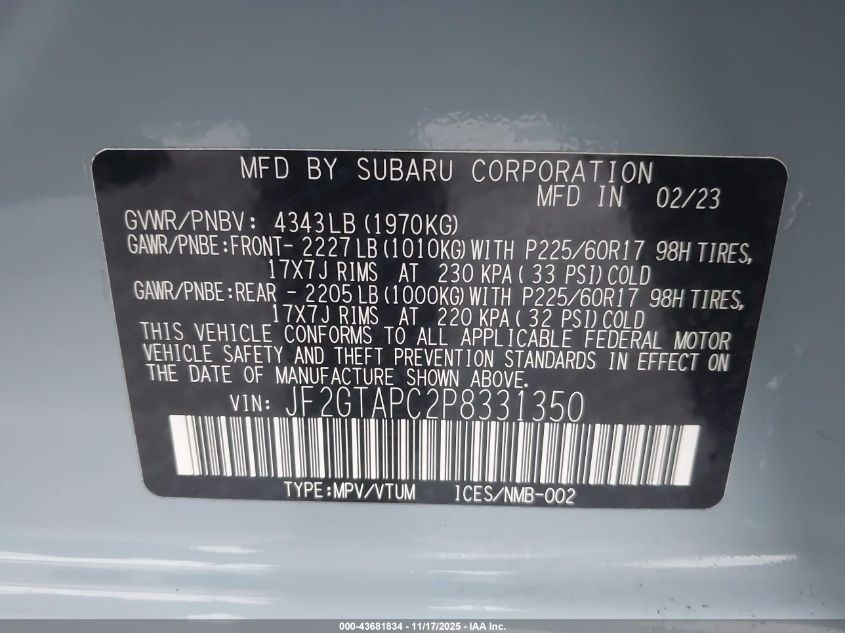 MFD BY SUBARU CORPORATION
MFD IN 02/23
GVWR/PNBV: 4343LB(1970KG)
GAWR/PNBE:FRONT- 2227LB(1010KG)WITH P225/60R17 98H TIRES,
17X7J RIMS AT 230 KPA(33 PSI)COLD
GAWR/PNBE:REAR - 2205LB(1000KG)WITH P225/60R17 98H TIRES,
17X7J RIMS AT 220 KPA(32 PSI)COLD
THIS VEHICLE CONFORMS TO ALL APPLICABLE FEDERAL MOTOR
VEHICLE SAFETY AND THEFT PREVENTION STANDARDS IN EFFECT ON
THE DATE OF MANUFACTURE SHOWN ABOVE.
VIN: JF2GTAPC2P8331350
TYPE:MPV/VTUM ICES/NMB-002
000-43681834 - 11/17/2025 - IAA Inc.